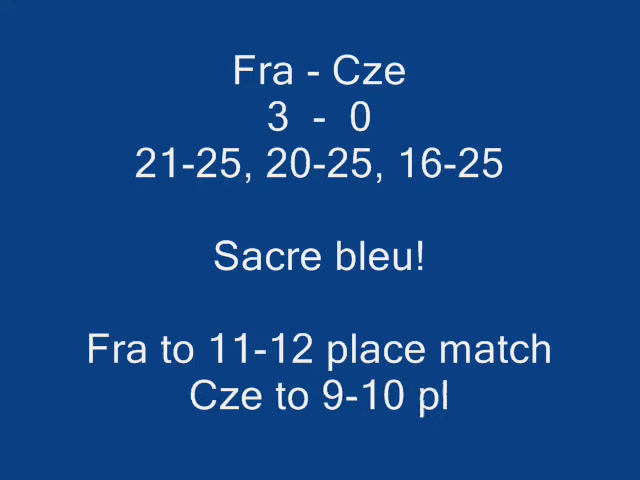 Fra - Cze
3 - 0
21-25, 20-25, 16-25
Sacre bleu!
Fra to 11-12 place match
Cze to 9-10 pl